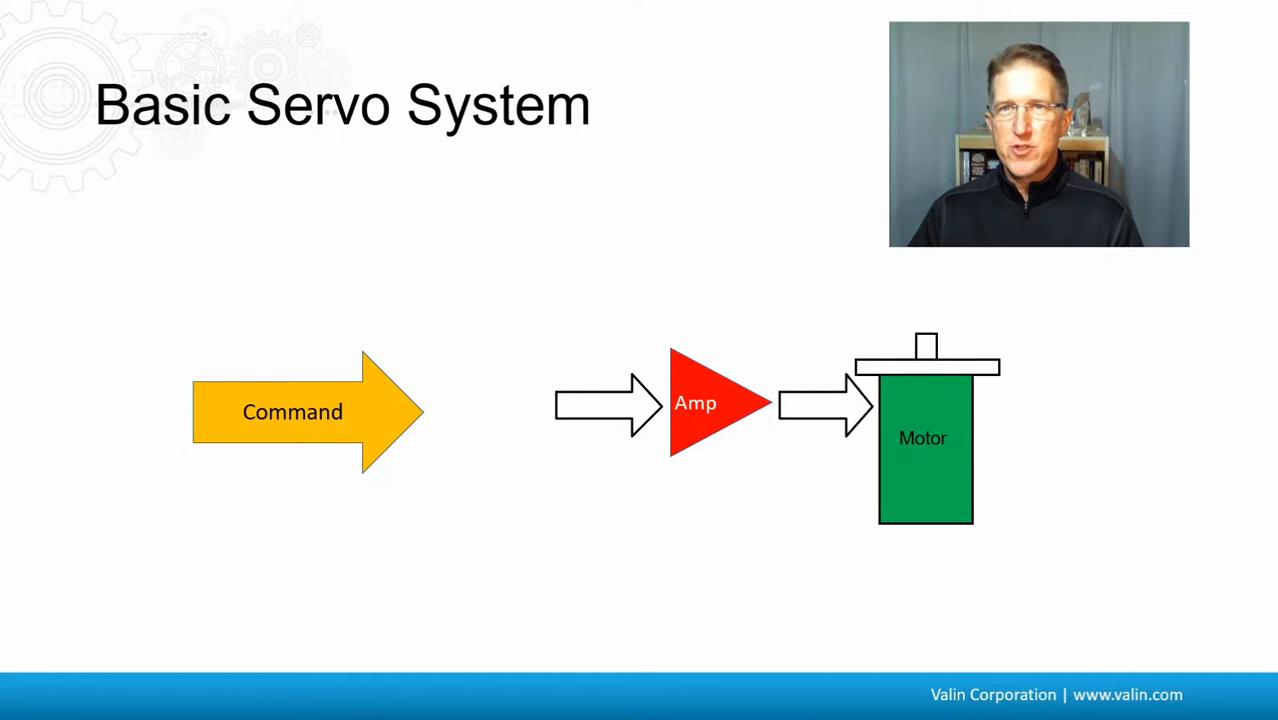 Basic Servo System
Command
Amp
Motor
Valin Corporation | www.valin.com